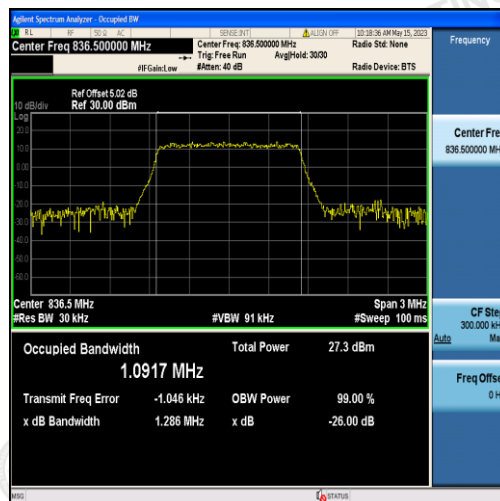 Agilent Spectrum Analyzer - Occupied BW
RL RF 50 Ω AC SENSE:INT ALIGN OFF 10:18:36 AM May 15, 2023
Center Freq 836.500000 MHz
Center Freq: 836.500000 MHz
Radio Std: None
Trig: Free Run Avg|Hold: 30/30
#IFGain:Low #Atten: 40 dB Radio Device: BTS
Frequency
Ref Offset 5.02 dB
10 dB/div Ref 30.00 dBm
Log
20.0
10.0
0.00
-10.0
-20.0
-30.0
-40.0
-50.0
-60.0
Center Fre
836.500000 MH
Center 836.5 MHz Span 3 MHz
#Res BW 30 kHz #VBW 91 kHz #Sweep 100 ms
CF Ste
300.000 kH
Auto Ma
Occupied Bandwidth Total Power 27.3 dBm
1.0917 MHz
Transmit Freq Error -1.046 kHz OBW Power 99.00 %
x dB Bandwidth 1.286 MHz x dB -26.00 dB
Freq Offse
0 H
MSG STATUS